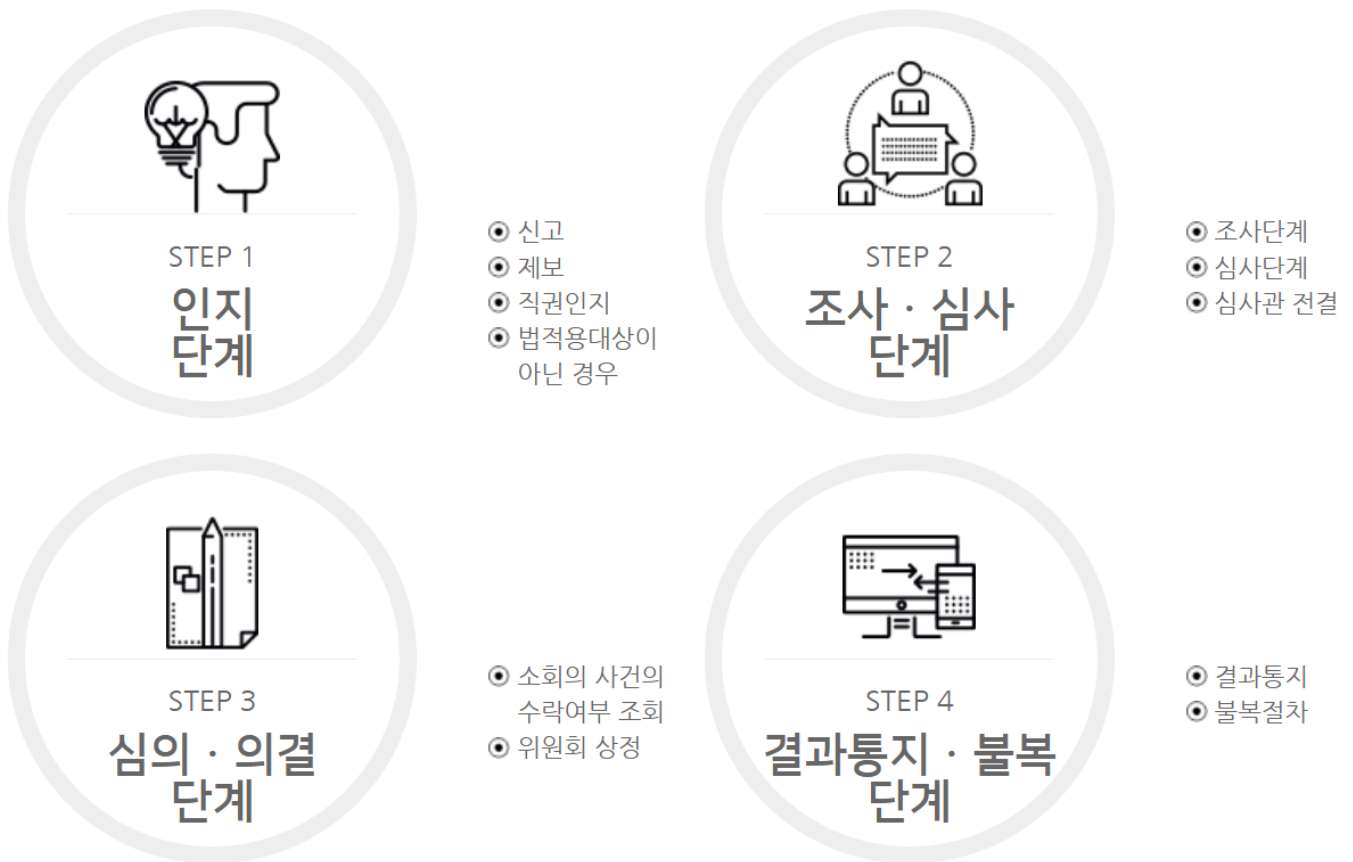 STEP 1
인지
단계
신고
제보
직권인지
법적용대상이
아닌 경우
STEP 2
조사 · 심사
단계
조사단계
심사단계
심사관 전결
STEP 3
심의 · 의결
단계
소회의 사건의
수락여부 조회
위원회 상정
STEP 4
결과통지 · 불복
단계
결과통지
불복절차